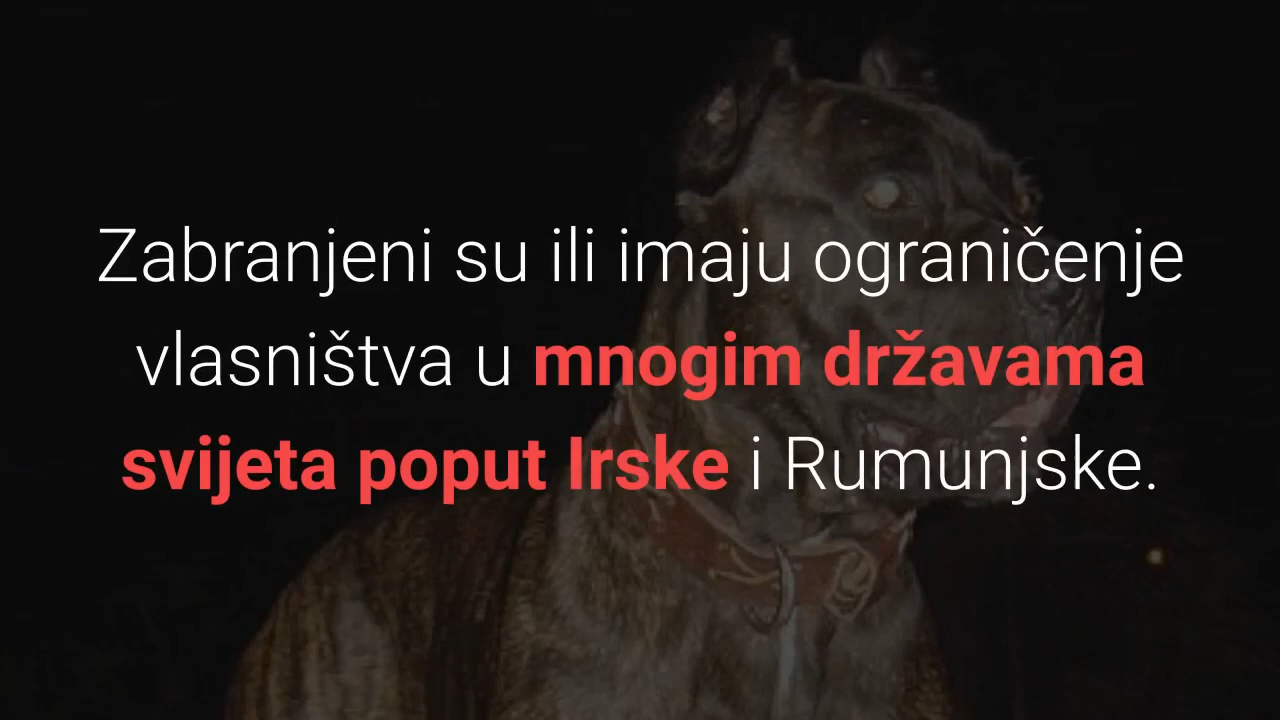 Zabranjeni su ili imaju ograničenje
vlasništva u mnogim državama
svijeta poput Irske i Rumunjske.